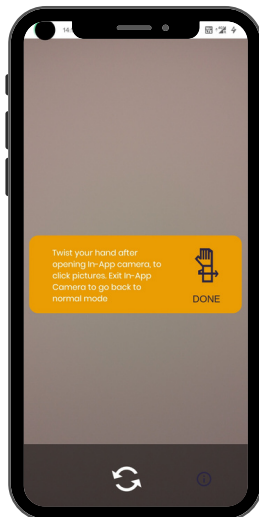 Twist your hand after
opening In-App camera, to
click pictures. Exit In-App
Camera to go back to
normal mode
DONE